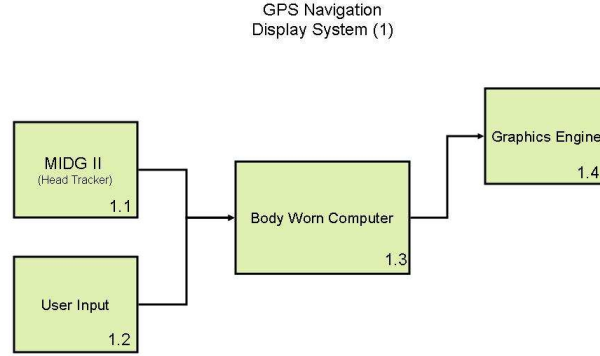 GPS Navigation
Display System (1)
MIDG II
(Head Tracker)
1.1
User Input
1.2
Body Worn Computer
1.3
Graphics Engine
1.4